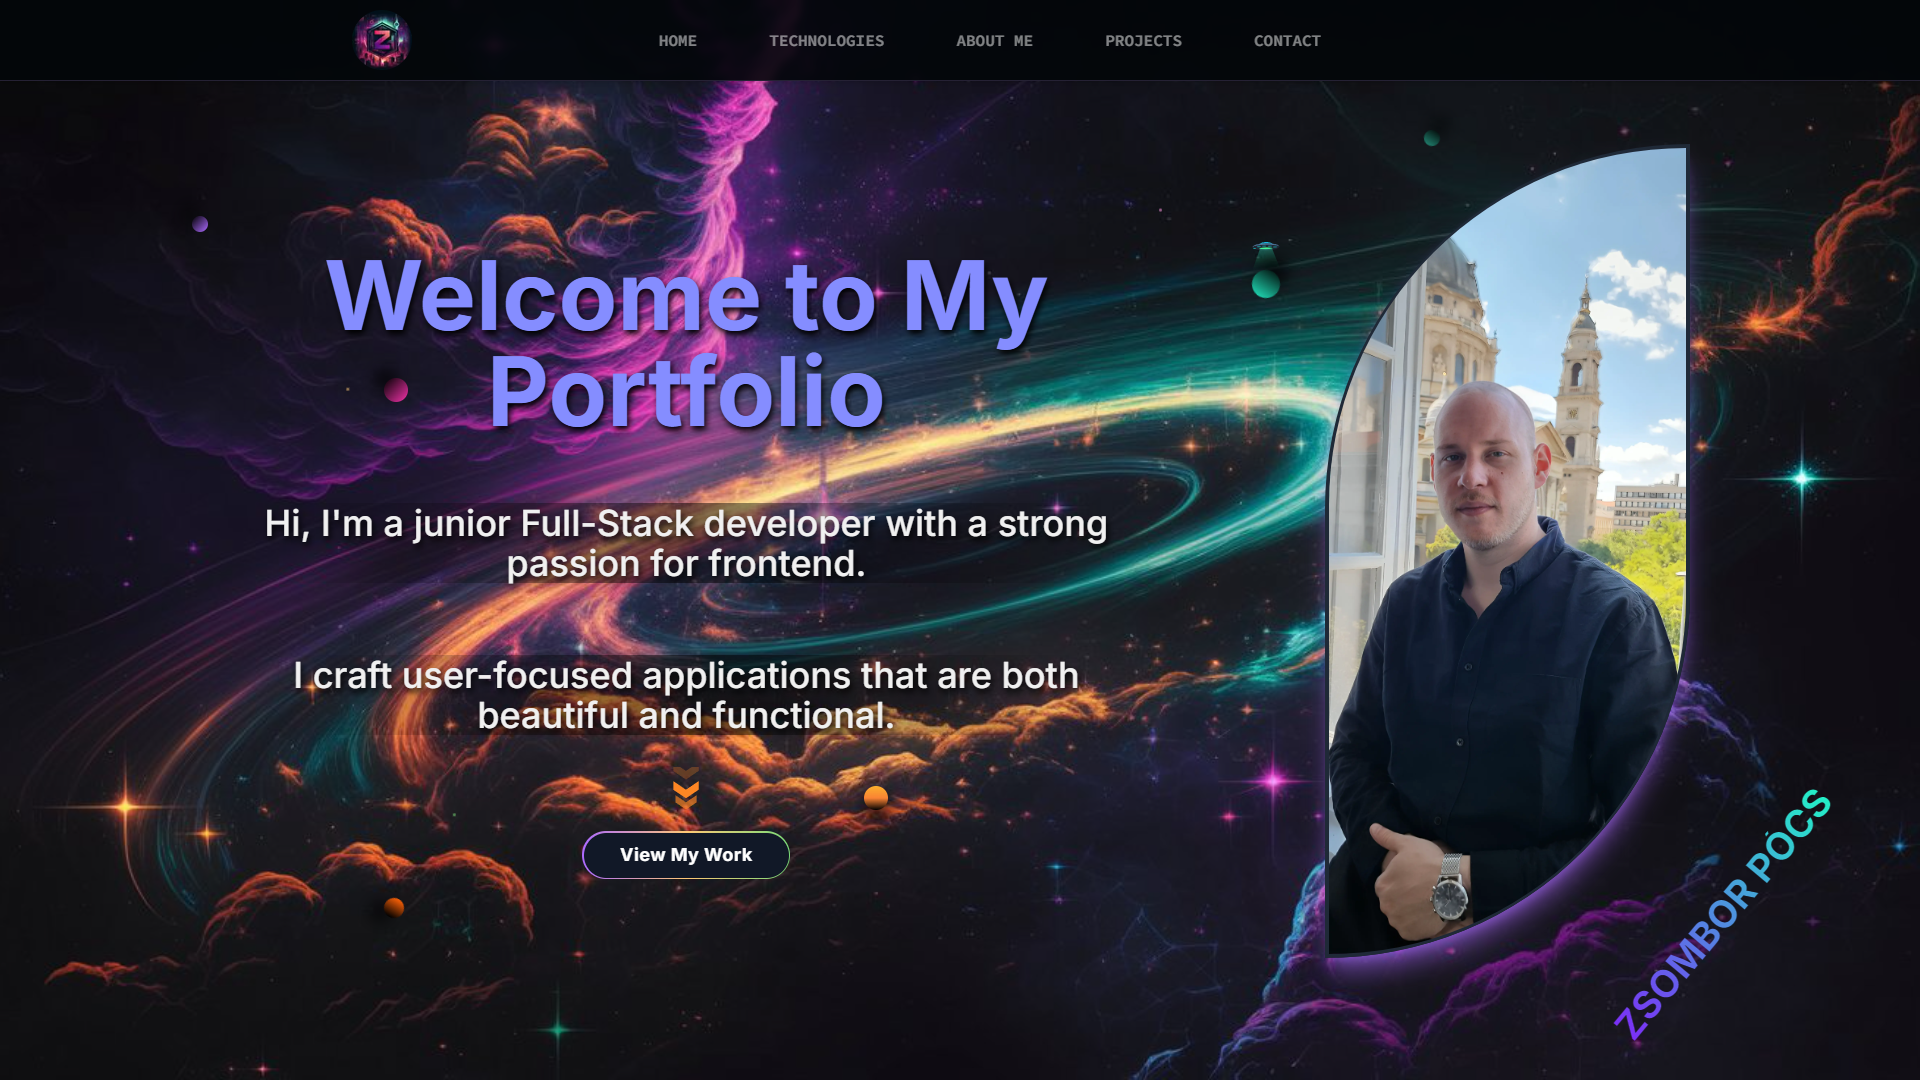 Z
HOME TECHNOLOGIES ABOUT ME PROJECTS CONTACT
Welcome to My
Portfolio
Hi, I'm a junior Full-Stack developer with a strong
passion for frontend.
I craft user-focused applications that are both
beautiful and functional.
View My Work
ZSOMBOR PÓCS